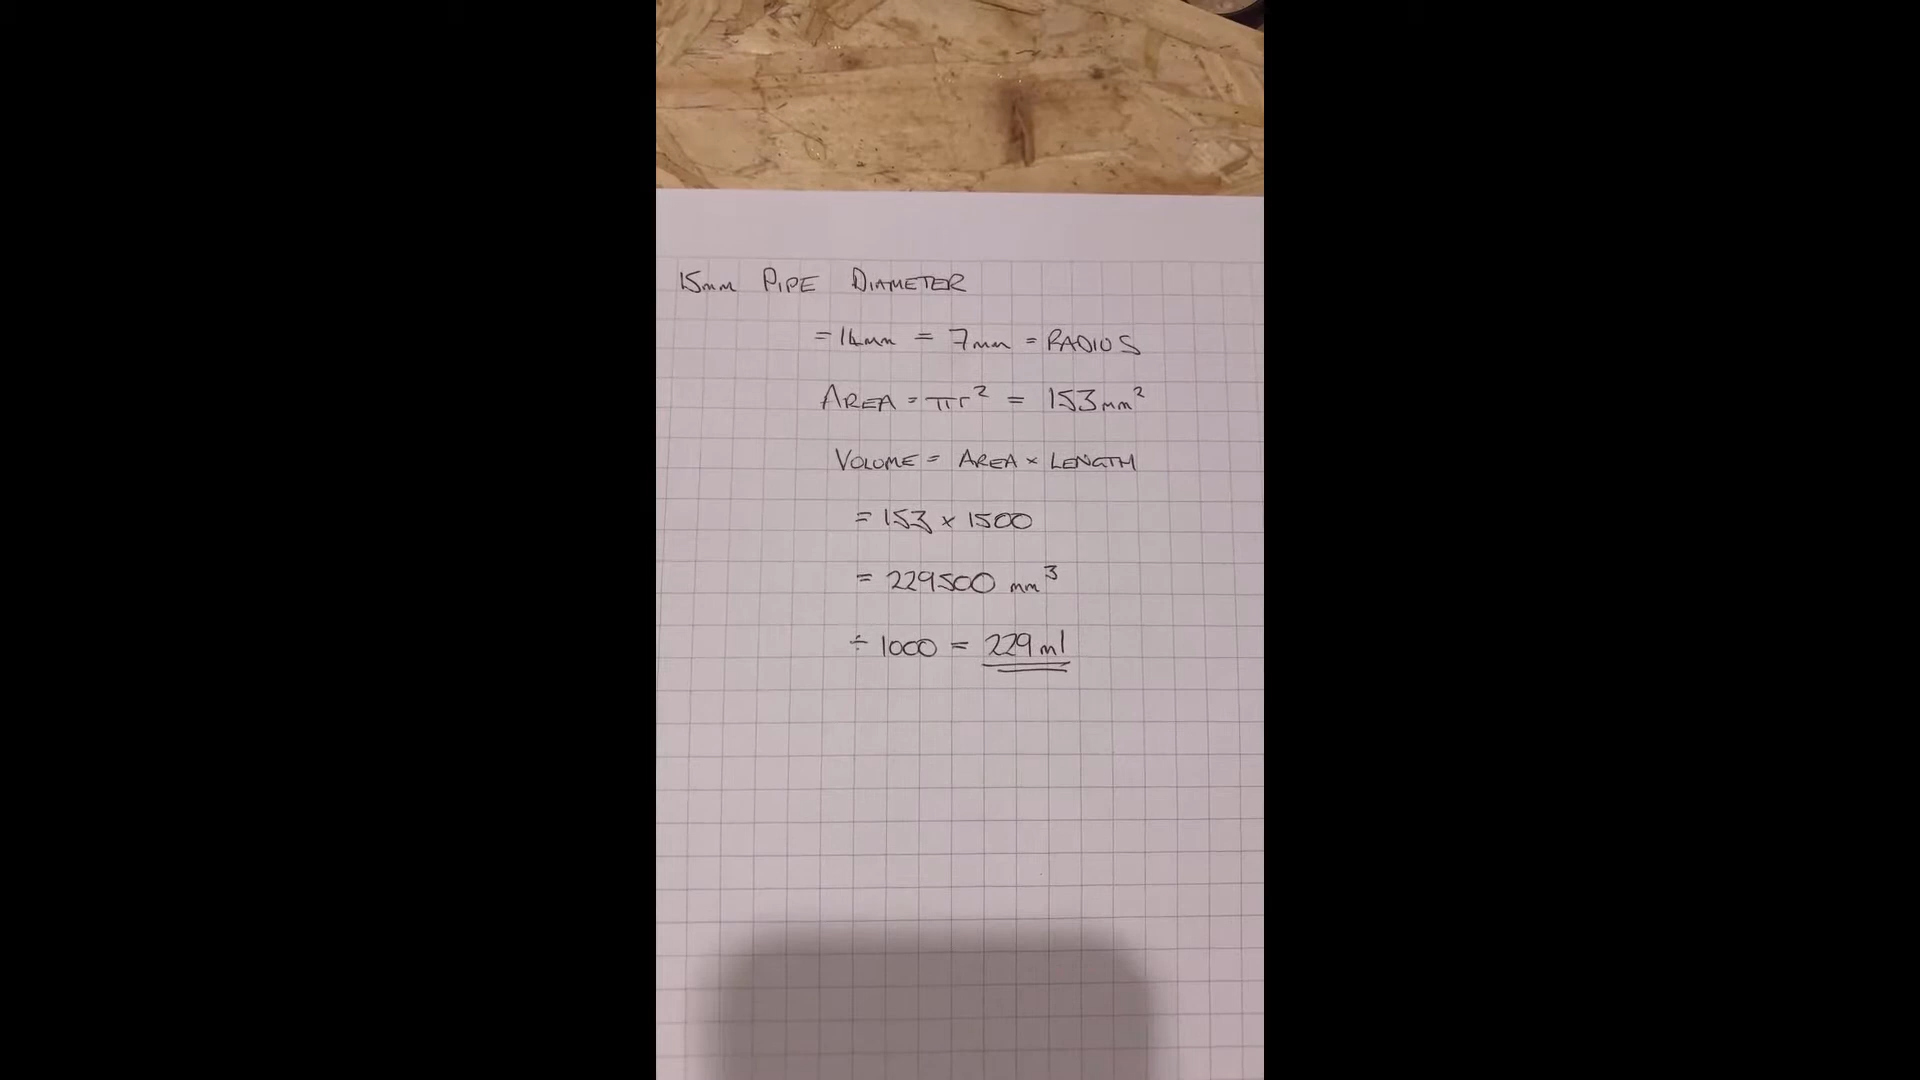 15mm PIPE DIAMETER
= 14mm = 7mm = RADIUS
AREA = πr² = 153mm²
VOLUME = AREA × LENGTH
= 153 × 1500
= 229500 mm³
÷ 1000 = 229ml